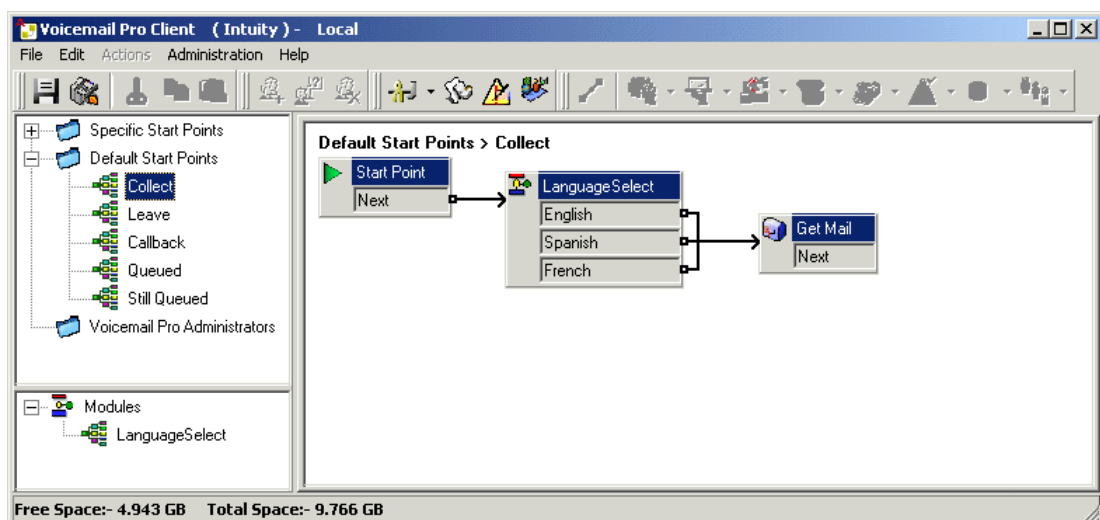 Voicemail Pro Client   ( Intuity ) -   Local
File   Edit   Actions   Administration   Help
Specific Start Points
Default Start Points
Collect
Leave
Callback
Queued
Still Queued
Voicemail Pro Administrators
Modules
LanguageSelect
Default Start Points > Collect
Start Point
Next
LanguageSelect
English
Spanish
French
Get Mail
Next
Free Space:- 4.943 GB   Total Space:- 9.766 GB